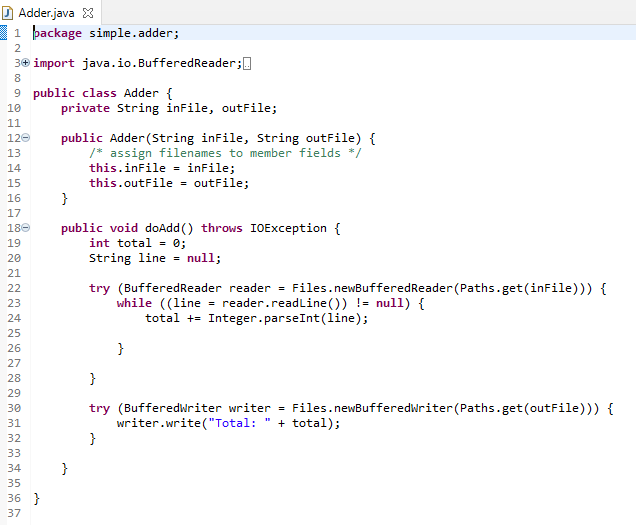 Adder.java
1 package simple.adder;
2
3 import java.io.BufferedReader;
8
9 public class Adder {
10     private String inFile, outFile;
11
12     public Adder(String inFile, String outFile) {
13         /* assign filenames to member fields */
14         this.inFile = inFile;
15         this.outFile = outFile;
16     }
17
18     public void doAdd() throws IOException {
19         int total = 0;
20         String line = null;
21
22         try (BufferedReader reader = Files.newBufferedReader(Paths.get(inFile))) {
23             while ((line = reader.readLine()) != null) {
24                 total += Integer.parseInt(line);
25
26             }
27
28         }
29
30         try (BufferedWriter writer = Files.newBufferedWriter(Paths.get(outFile))) {
31             writer.write("Total: " + total);
32         }
33
34     }
35
36 }
37